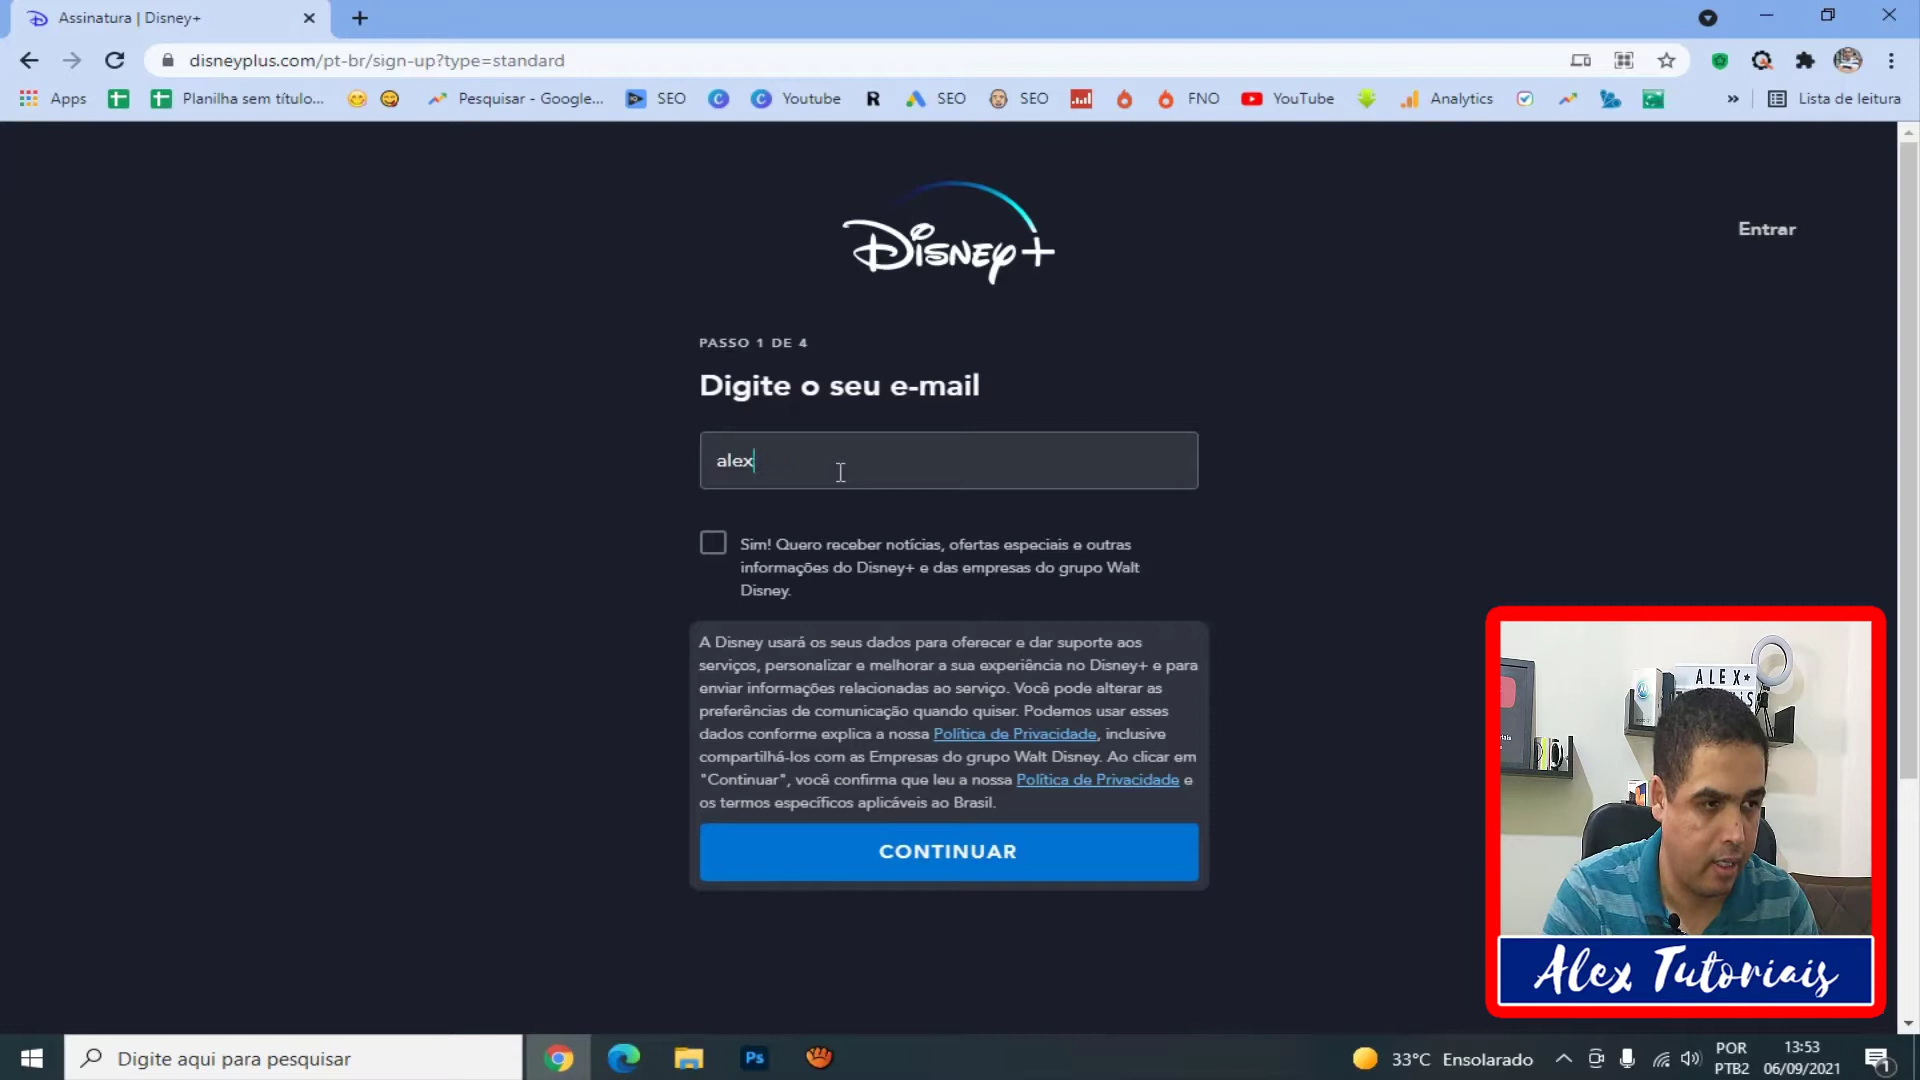 Assinatura | Disney+
disneyplus.com/pt-br/sign-up?type=standard
Apps Planilha sem título... Pesquisar - Google... SEO Youtube SEO SEO FNO YouTube Analytics » Lista de leitura
Disney+
Entrar
PASSO 1 DE 4
Digite o seu e-mail
alex
Sim! Quero receber notícias, ofertas especiais e outras
informações do Disney+ e das empresas do grupo Walt
Disney.
A Disney usará os seus dados para oferecer e dar suporte aos
serviços, personalizar e melhorar a sua experiência no Disney+ e para
enviar informações relacionadas ao serviço. Você pode alterar as
preferências de comunicação quando quiser. Podemos usar esses
dados conforme explica a nossa Política de Privacidade, inclusive
compartilhá-los com as Empresas do grupo Walt Disney. Ao clicar em
"Continuar", você confirma que leu a nossa Política de Privacidade e
os termos específicos aplicáveis ao Brasil.
CONTINUAR
ALEX★
Alex Tutoriais
Digite aqui para pesquisar
Ps
33°C Ensolarado
POR
PTB2
13:53
06/09/2021
1